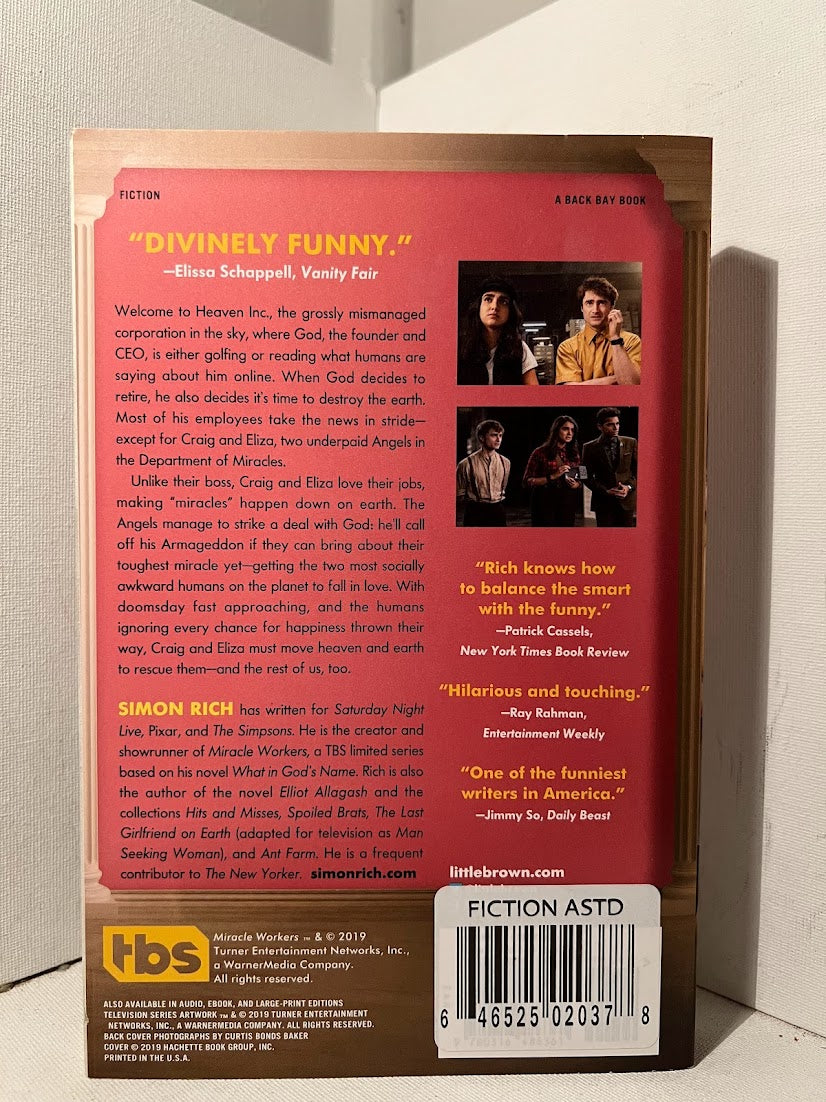 FICTION
A BACK BAY BOOK
“DIVINELY FUNNY.”
—Elissa Schappell, Vanity Fair
Welcome to Heaven Inc., the grossly mismanaged
corporation in the sky, where God, the founder and
CEO, is either golfing or reading what humans are
saying about him online. When God decides to
retire, he also decides it's time to destroy the earth.
Most of his employees take the news in stride—
except for Craig and Eliza, two underpaid Angels in
the Department of Miracles.
Unlike their boss, Craig and Eliza love their jobs,
making “miracles” happen down on earth. The
Angels manage to strike a deal with God: he'll call
off his Armageddon if they can bring about their
toughest miracle yet—getting the two most socially
awkward humans on the planet to fall in love. With
doomsday fast approaching, and the humans
ignoring every chance for happiness thrown their
way, Craig and Eliza must move heaven and earth
to rescue them—and the rest of us, too.
SIMON RICH has written for Saturday Night
Live, Pixar, and The Simpsons. He is the creator and
showrunner of Miracle Workers, a TBS limited series
based on his novel What in God's Name. Rich is also
the author of the novel Elliot Allagash and the
collections Hits and Misses, Spoiled Brats, The Last
Girlfriend on Earth (adapted for television as Man
Seeking Woman), and Ant Farm. He is a frequent
contributor to The New Yorker. simonrich.com
“Rich knows how
to balance the smart
with the funny.”
—Patrick Cassels,
New York Times Book Review
“Hilarious and touching.”
—Ray Rahman,
Entertainment Weekly
“One of the funniest
writers in America.”
—Jimmy So, Daily Beast
littlebrown.com
FICTION ASTD
6 46525 02037 8
tbs
Miracle Workers ™ & © 2019
Turner Entertainment Networks, Inc.,
a WarnerMedia Company.
All rights reserved.
ALSO AVAILABLE IN AUDIO, EBOOK, AND LARGE-PRINT EDITIONS
TELEVISION SERIES ARTWORK ™ & © 2019 TURNER ENTERTAINMENT
NETWORKS, INC., A WARNERMEDIA COMPANY. ALL RIGHTS RESERVED.
BACK COVER PHOTOGRAPHS BY CURTIS BONDS BAKER
COVER © 2019 HACHETTE BOOK GROUP, INC.
PRINTED IN THE U.S.A.